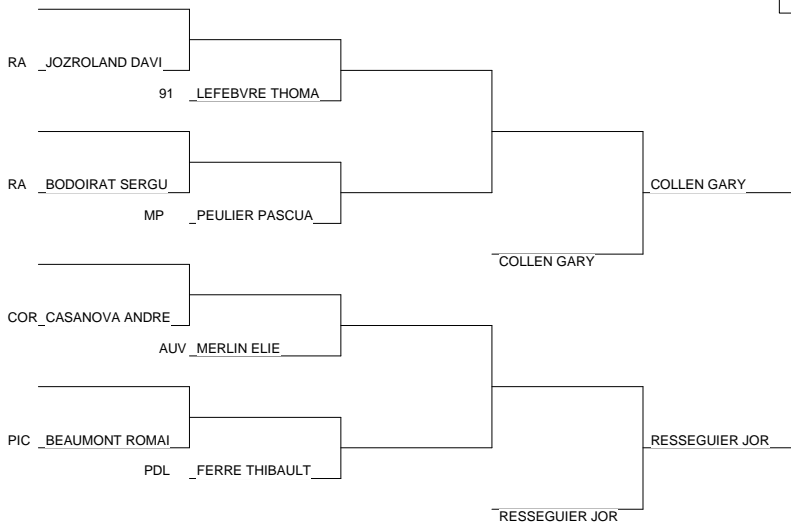 RA JOZROLAND DAVI
91 LEFEBVRE THOMA
RA BODOIRAT SERGU
COLLEN GARY
MP PEULIER PASCUA
COLLEN GARY
COR CASANOVA ANDRE
AUV MERLIN ELIE
PIC BEAUMONT ROMAI
RESSEGUIER JOR
PDL FERRE THIBAULT
RESSEGUIER JOR